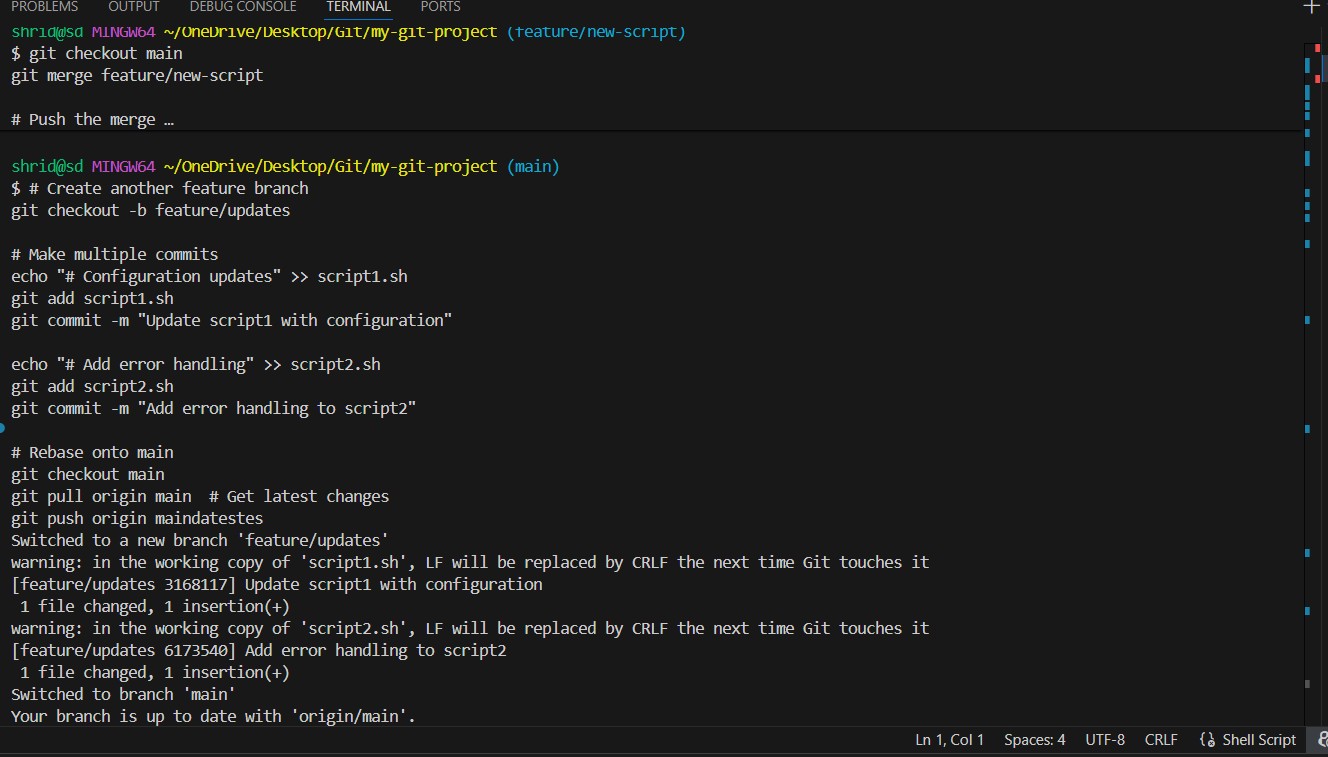 PROBLEMS OUTPUT DEBUG CONSOLE TERMINAL PORTS
shrid@sd MINGW64 ~/OneDrive/Desktop/Git/my-git-project (feature/new-script)
$ git checkout main
git merge feature/new-script
# Push the merge …
shrid@sd MINGW64 ~/OneDrive/Desktop/Git/my-git-project (main)
$ # Create another feature branch
git checkout -b feature/updates
# Make multiple commits
echo "# Configuration updates" >> script1.sh
git add script1.sh
git commit -m "Update script1 with configuration"
echo "# Add error handling" >> script2.sh
git add script2.sh
git commit -m "Add error handling to script2"
# Rebase onto main
git checkout main
git pull origin main  # Get latest changes
git push origin maindatestes
Switched to a new branch 'feature/updates'
warning: in the working copy of 'script1.sh', LF will be replaced by CRLF the next time Git touches it
[feature/updates 3168117] Update script1 with configuration
 1 file changed, 1 insertion(+)
warning: in the working copy of 'script2.sh', LF will be replaced by CRLF the next time Git touches it
[feature/updates 6173540] Add error handling to script2
 1 file changed, 1 insertion(+)
Switched to branch 'main'
Your branch is up to date with 'origin/main'.
Ln 1, Col 1 Spaces: 4 UTF-8 CRLF Shell Script